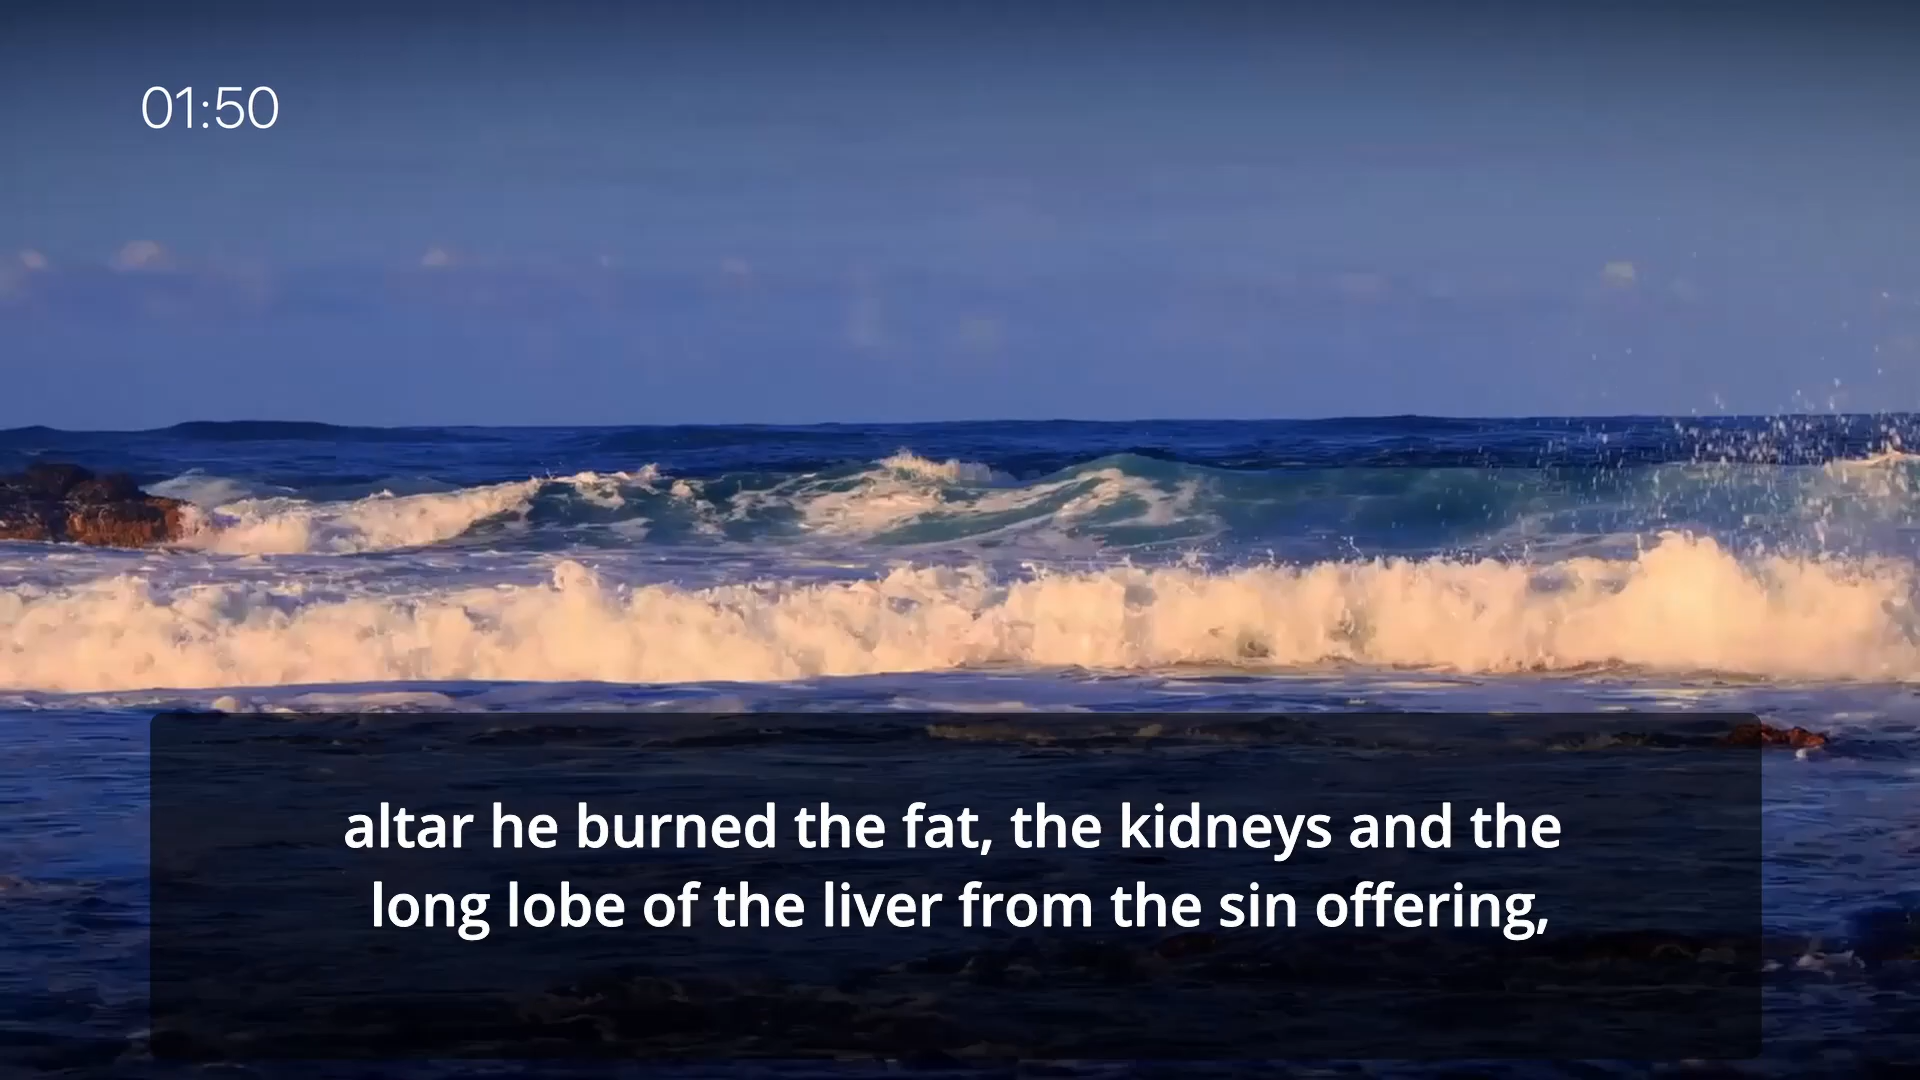 01:50
altar he burned the fat, the kidneys and the
long lobe of the liver from the sin offering,